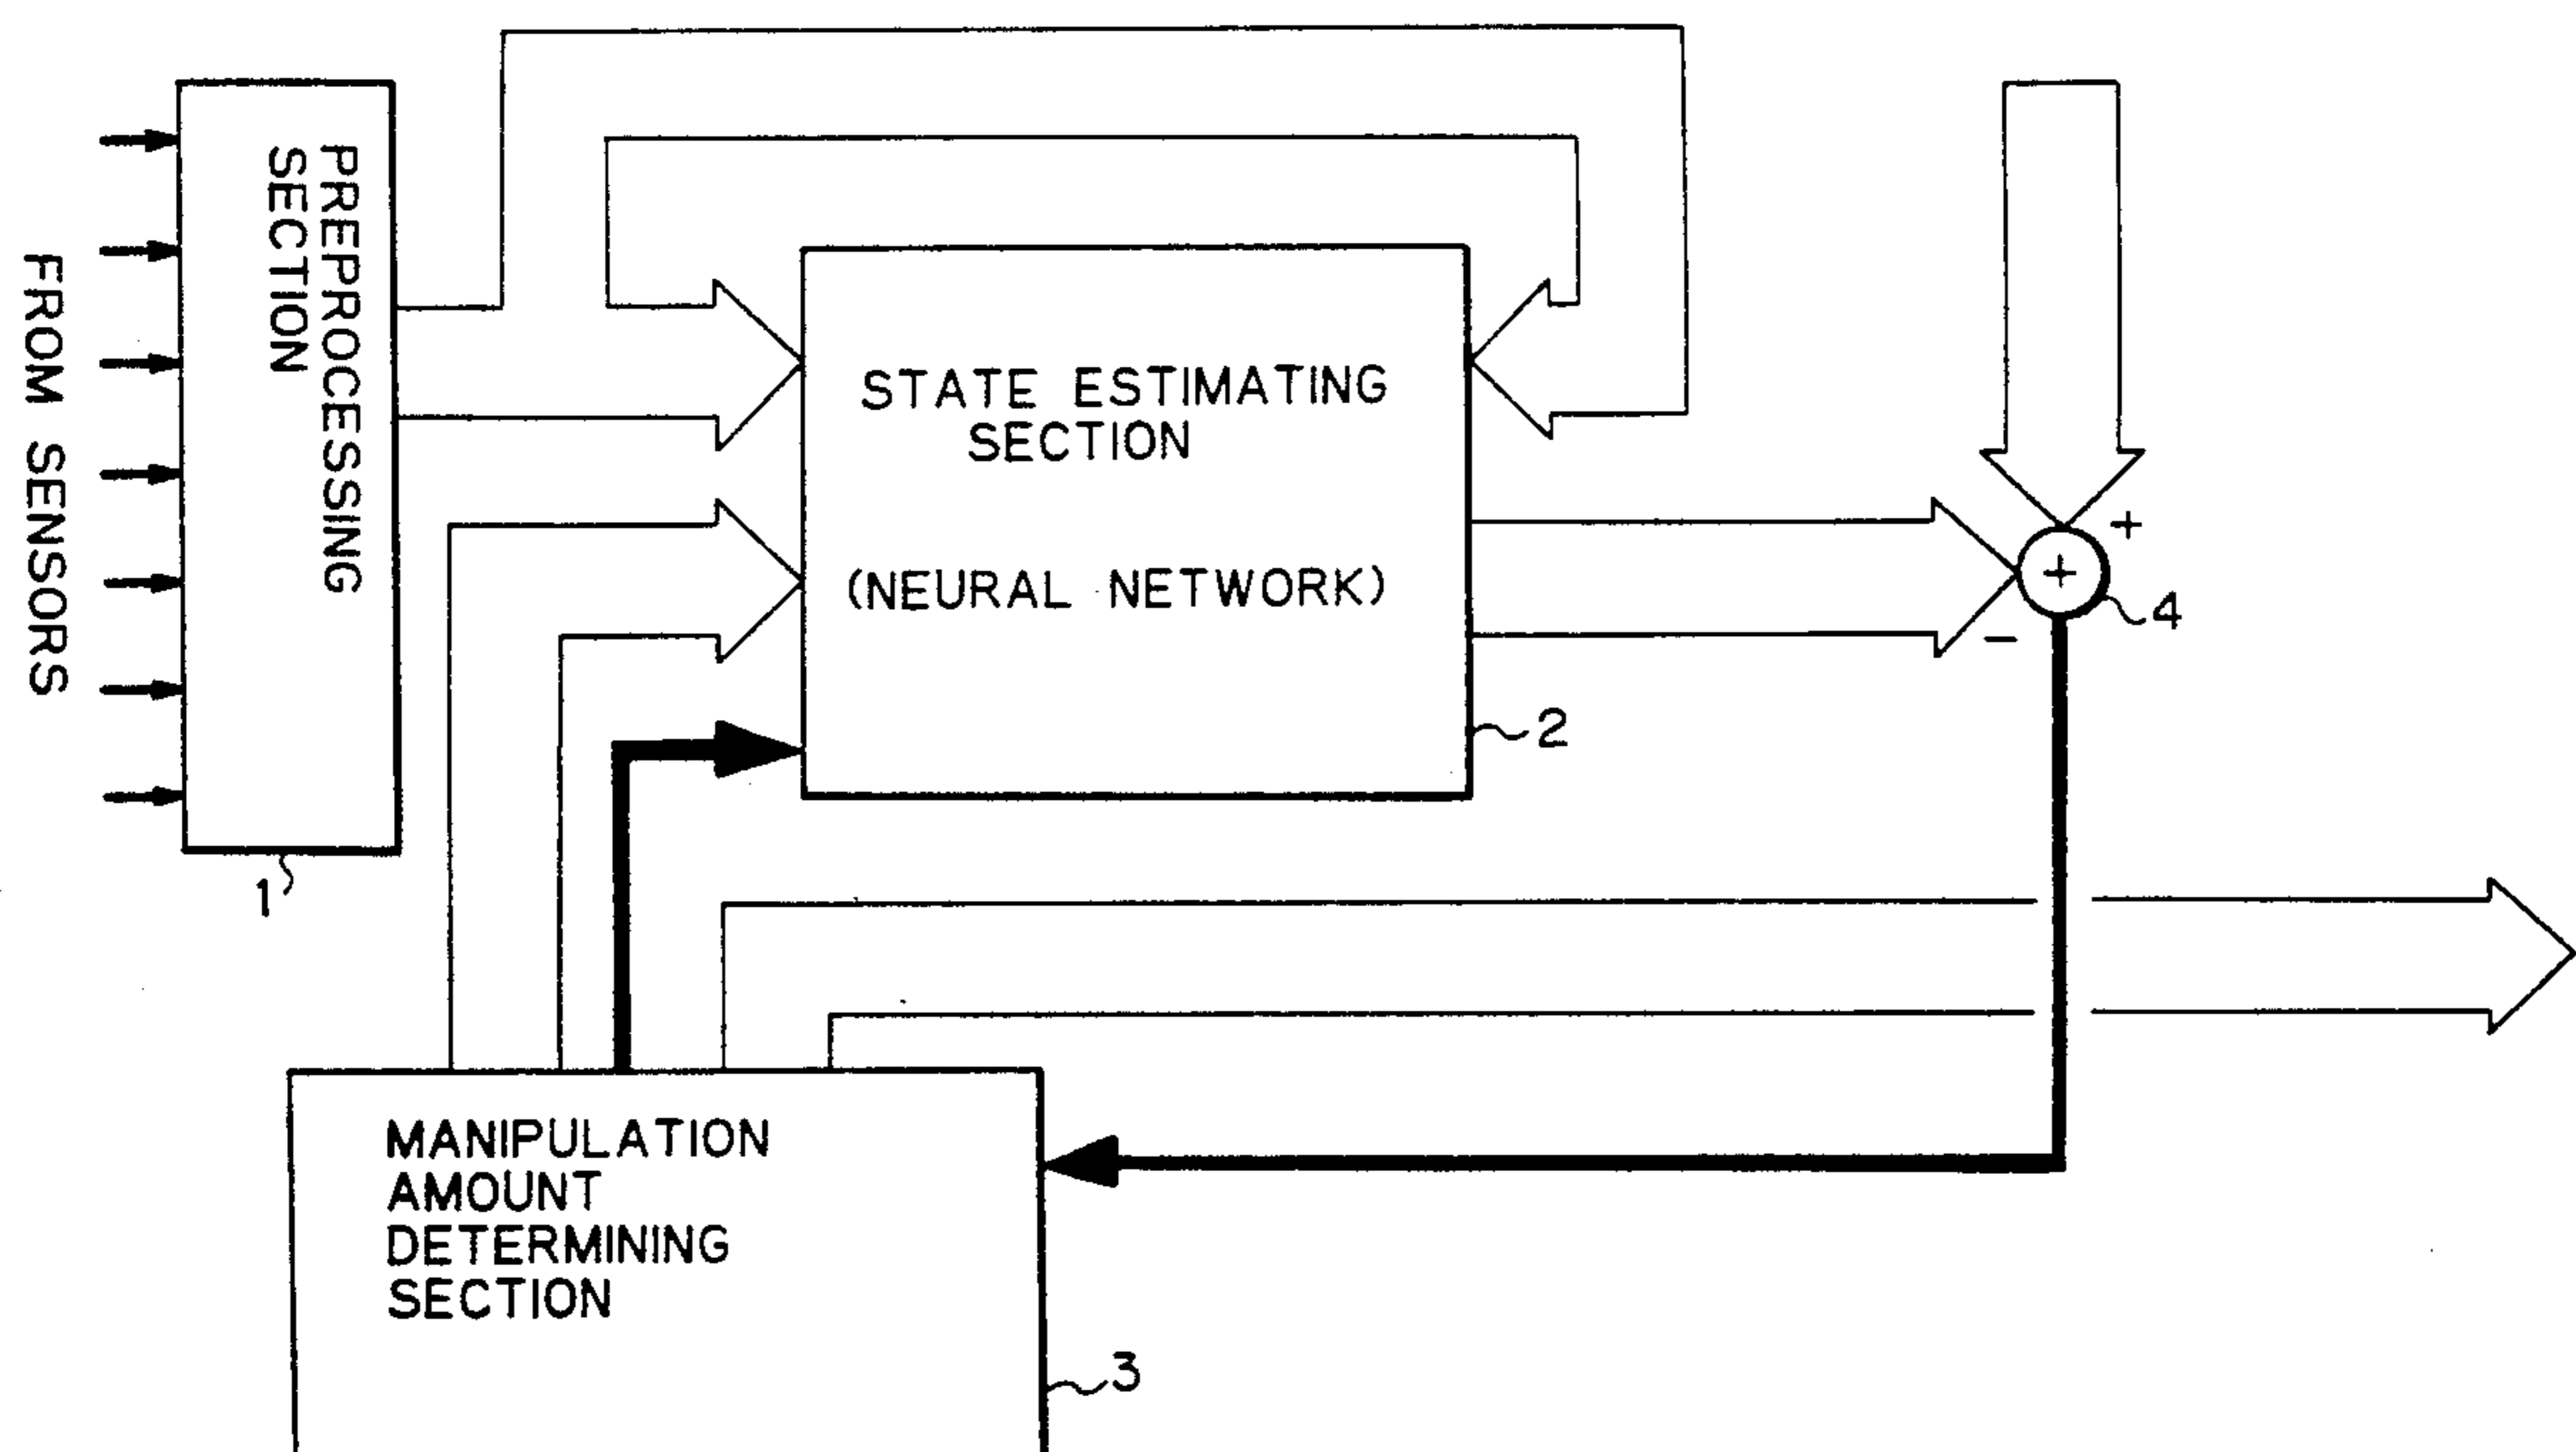 FROM SENSORS
PREPROCESSING
SECTION
1
STATE ESTIMATING
SECTION
(NEURAL NETWORK)
2
+
+
-
4
MANIPULATION
AMOUNT
DETERMINING
SECTION
3